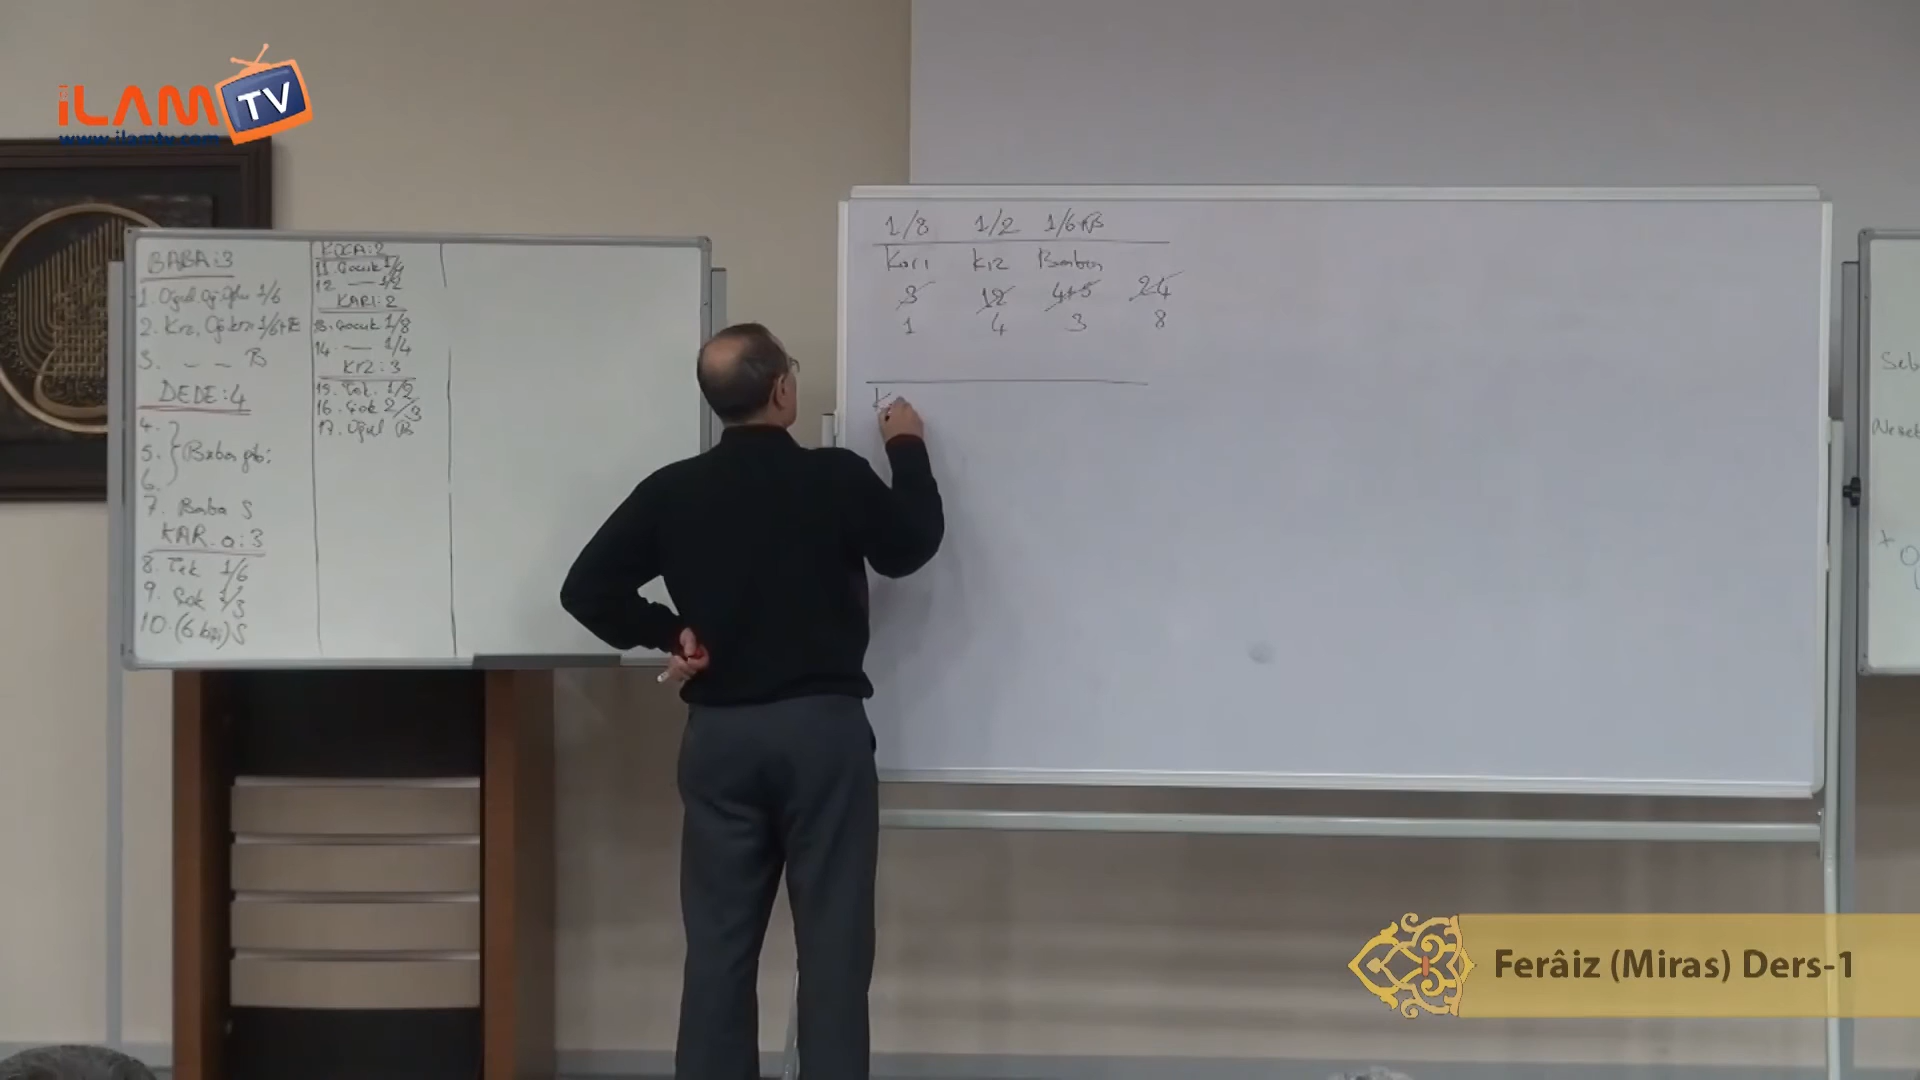 iLAM TV
www.ilamtv.com
BABA:3
1. Oğul, Oğ. Oğlu 1/6
2. Kız, Oğ. kızı 1/6+B
3. — — B
DEDE:4
4.
5. Baba gibi
6.
7. Baba S
KAR. O:3
8. Tek 1/6
9. Çok 1/3
10. (6 kişi) S
KOCA:2
11. Çocuk 1/4
12. — 1/2
KARI:2
13. Çocuk 1/8
14. — 1/4
KIZ:3
15. Tek. 1/2
16. Çok 2/3
17. Oğul B
1/8 1/2 1/6+B
Karı Kız Baba
3 12 4+5 24
1 4 3 8
K
Seb
Neseb
Ferâiz (Miras) Ders-1